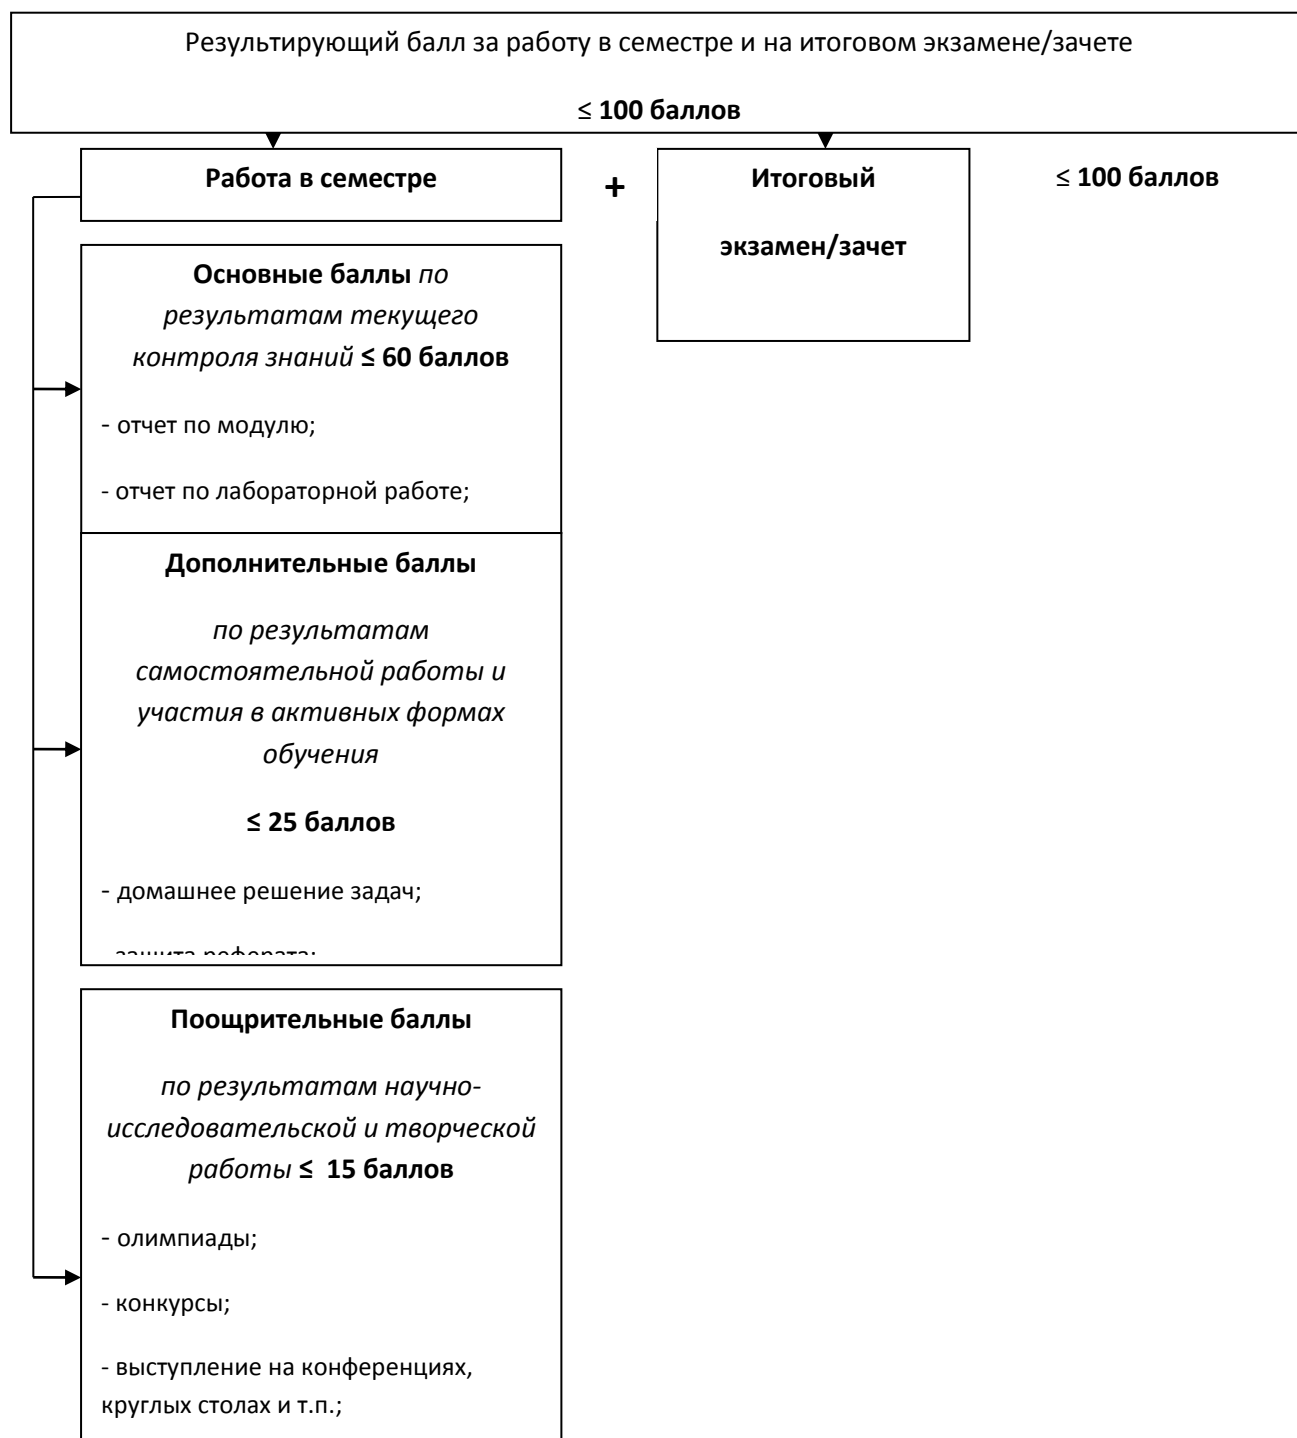 Результирующий балл за работу в семестре и на итоговом экзамене/зачете
≤ 100 баллов
Работа в семестре
+
Итоговый
экзамен/зачет
≤ 100 баллов
Основные баллы по
результатам текущего
контроля знаний ≤ 60 баллов
- отчет по модулю;
- отчет по лабораторной работе;
Дополнительные баллы
по результатам
самостоятельной работы и
участия в активных формах
обучения
≤ 25 баллов
- домашнее решение задач;
защита реферата;
Поощрительные баллы
по результатам научно-
исследовательской и творческой
работы ≤ 15 баллов
- олимпиады;
- конкурсы;
- выступление на конференциях,
круглых столах и т.п.;